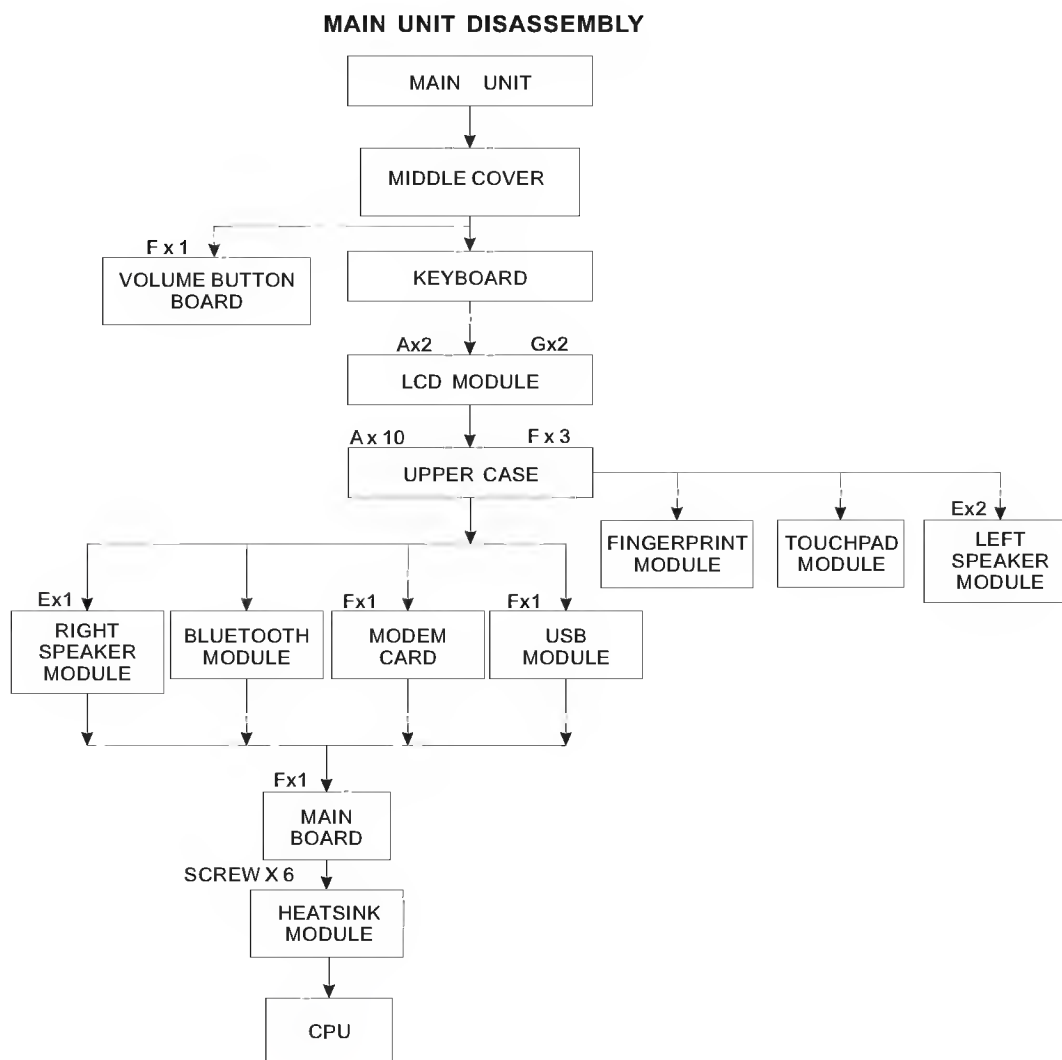 MAIN UNIT DISASSEMBLY
MAIN UNIT
MIDDLE COVER
F x 1
VOLUME BUTTON
BOARD
KEYBOARD
Ax2
Gx2
LCD MODULE
A x 10
F x 3
UPPER CASE
FINGERPRINT
MODULE
TOUCHPAD
MODULE
Ex2
LEFT
SPEAKER
MODULE
Ex1
RIGHT
SPEAKER
MODULE
BLUETOOTH
MODULE
Fx1
MODEM
CARD
Fx1
USB
MODULE
Fx1
MAIN
BOARD
SCREW X 6
HEATSINK
MODULE
CPU